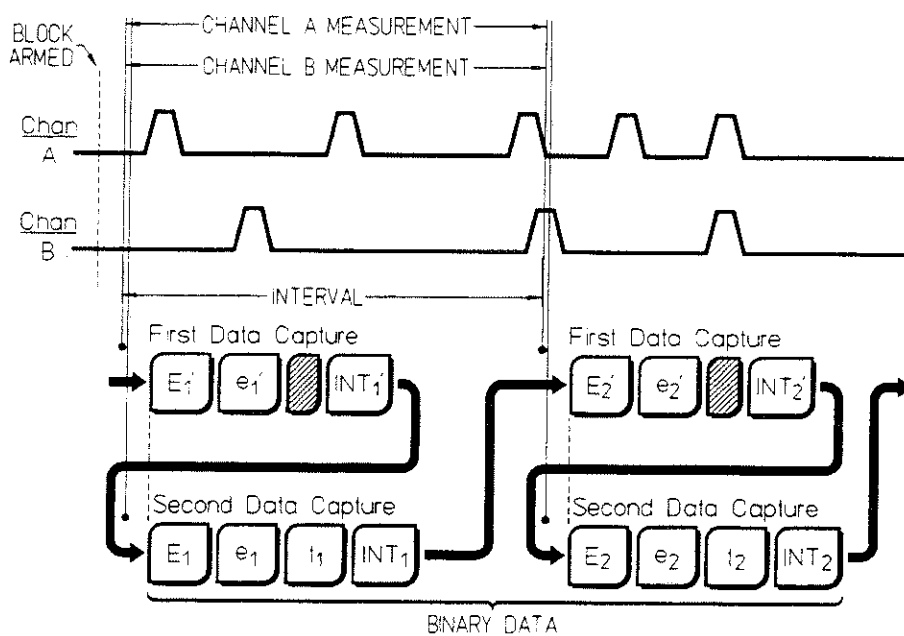 CHANNEL A MEASUREMENT
BLOCK
ARMED
CHANNEL B MEASUREMENT
Chan
A
Chan
B
INTERVAL
First Data Capture
First Data Capture
E1' e1' INT1' E2' e2' INT2'
Second Data Capture
Second Data Capture
E1 e1 t1 INT1 E2 e2 t2 INT2
BINARY DATA